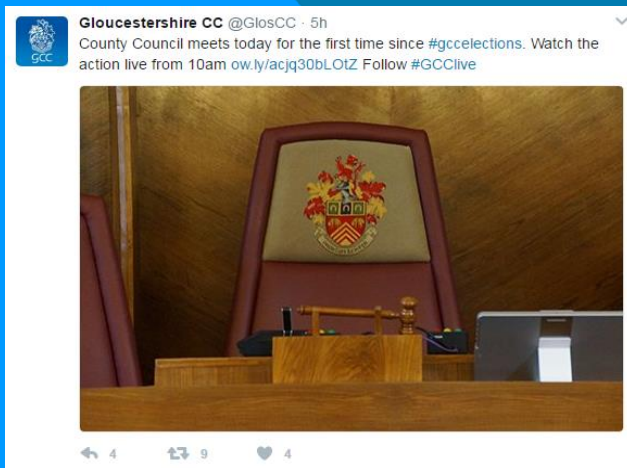 Gloucestershire CC @GlosCC · 5h
County Council meets today for the first time since #gccelections. Watch the
action live from 10am ow.ly/acjq30bLOtZ Follow #GCClive
gcc
4 9 4